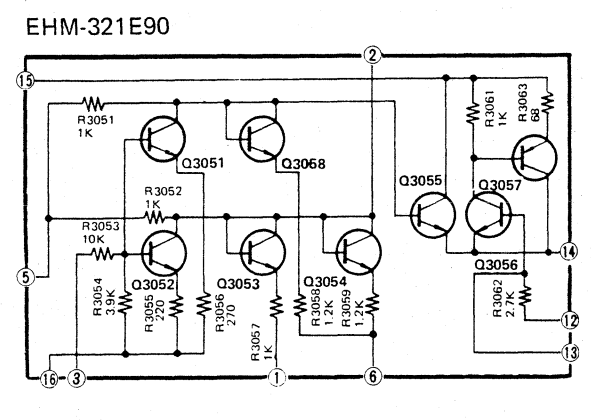 EHM-321E90
2
15
R3051
1K
Q3051
Q3058
R3061
1K
R3063
68
Q3055
Q3057
R3052
1K
R3053
10K
5
14
R3054
3.9K
Q3052
R3055
220
R3056
270
Q3053
R3057
1K
Q3054
R3058
1.2K
R3059
1.2K
Q3056
R3062
2.7K
12
13
16
3
1
6